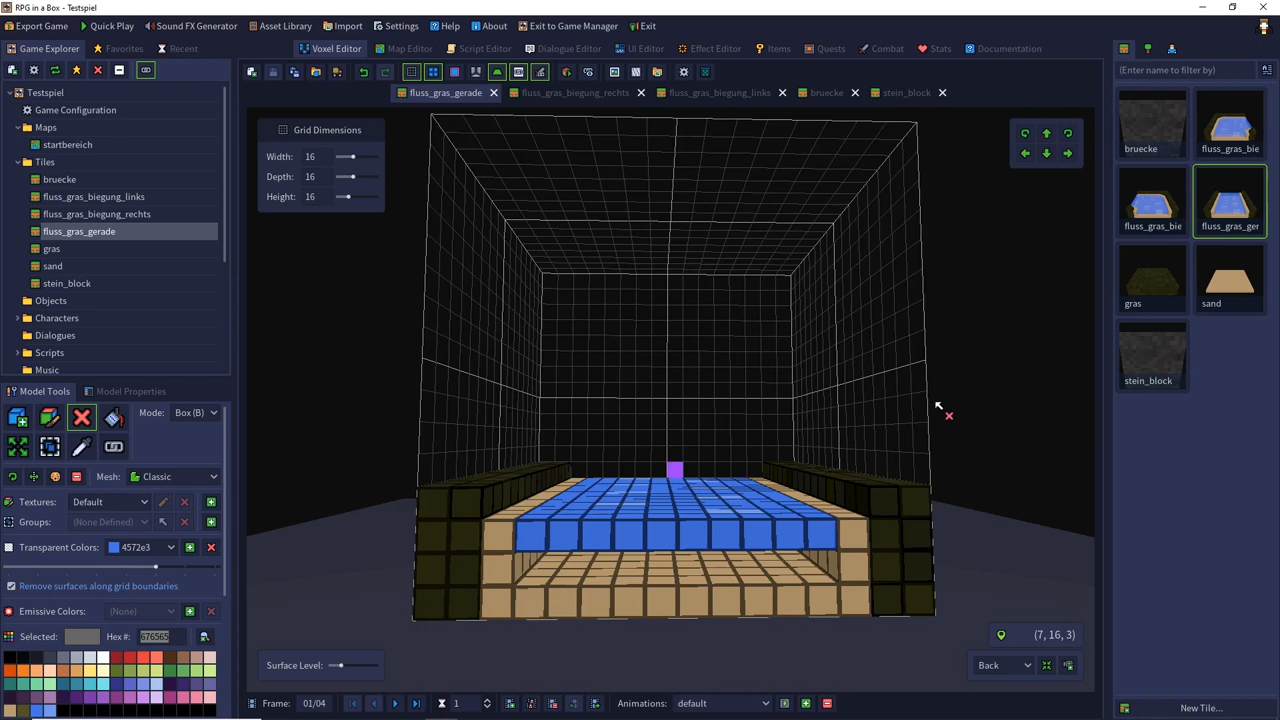 RPG in a Box - Testspiel
Export Game Quick Play Sound FX Generator Asset Library Import Settings Help About Exit to Game Manager Exit
Game Explorer Favorites Recent Voxel Editor Map Editor Script Editor Dialogue Editor UI Editor Effect Editor Items Quests Combat Stats Documentation
(Enter name to filter by)
fluss_gras_gerade fluss_gras_biegung_rechts fluss_gras_biegung_links bruecke stein_block
Testspiel
Game Configuration
Maps
startbereich
Tiles
bruecke
fluss_gras_biegung_links
fluss_gras_biegung_rechts
fluss_gras_gerade
gras
sand
stein_block
Objects
Characters
Dialogues
Scripts
Music
Grid Dimensions
Width: 16
Depth: 16
Height: 16
bruecke fluss_gras_bie
fluss_gras_bie fluss_gras_ger
gras sand
stein_block
Model Tools Model Properties
Mode: Box (B)
Mesh: Classic
Textures: Default
Groups: (None Defined)
Transparent Colors: 4572e3
Remove surfaces along grid boundaries
Emissive Colors: (None)
Selected: Hex #: 676565
(7, 16, 3)
Surface Level: Back
Frame: 01/04 1 Animations: default
New Tile...